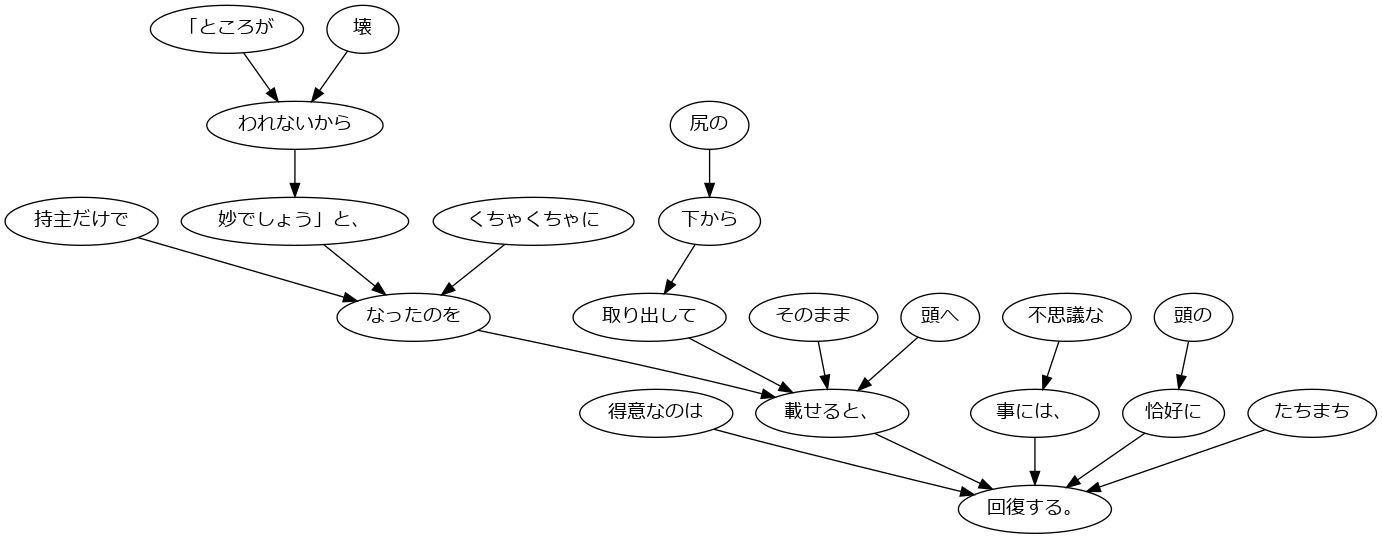 「ところが
壊
われないから
尻の
持主だけで
妙でしょう」と、
くちゃくちゃに
下から
なったのを
取り出して
そのまま
頭へ
不思議な
頭の
得意なのは
載せると、
事には、
恰好に
たちまち
回復する。